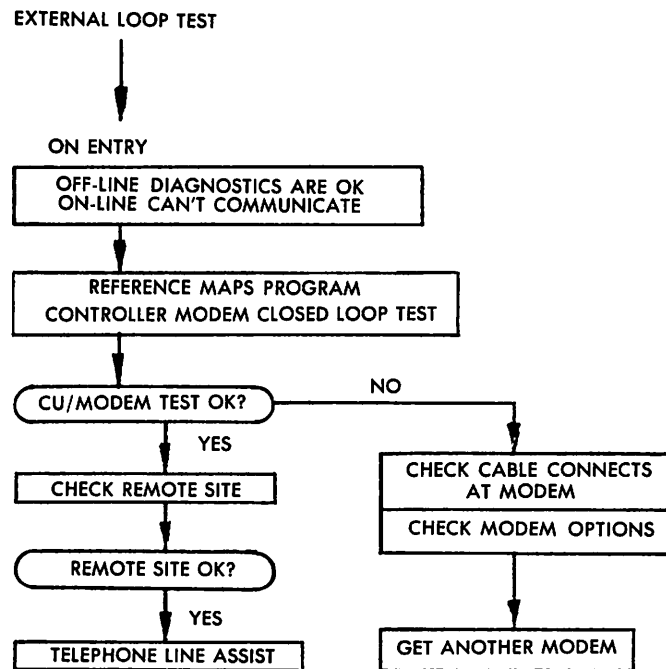 EXTERNAL LOOP TEST
ON ENTRY
OFF-LINE DIAGNOSTICS ARE OK
ON-LINE CAN'T COMMUNICATE
REFERENCE MAPS PROGRAM
CONTROLLER MODEM CLOSED LOOP TEST
CU/MODEM TEST OK?
NO
YES
CHECK REMOTE SITE
CHECK CABLE CONNECTS
AT MODEM
CHECK MODEM OPTIONS
REMOTE SITE OK?
YES
TELEPHONE LINE ASSIST
GET ANOTHER MODEM